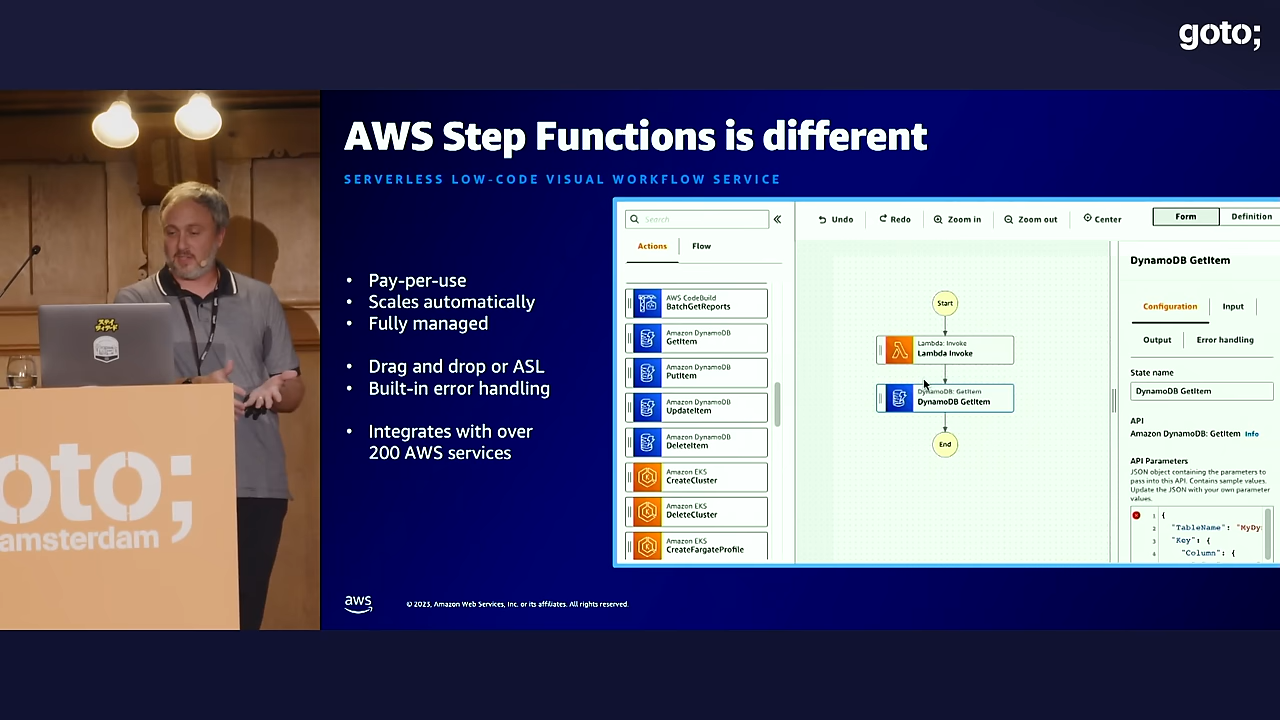 goto;
AWS Step Functions is different
SERVERLESS LOW-CODE VISUAL WORKFLOW SERVICE
• Pay-per-use
• Scales automatically
• Fully managed
• Drag and drop or ASL
• Built-in error handling
• Integrates with over
200 AWS services
Search
Actions
Flow
AWS CodeBuild
BatchGetReports
Amazon DynamoDB
GetItem
Amazon DynamoDB
PutItem
Amazon DynamoDB
UpdateItem
Amazon DynamoDB
DeleteItem
Amazon EKS
CreateCluster
Amazon EKS
DeleteCluster
Amazon EKS
CreateFargateProfile
Undo
Redo
Zoom in
Zoom out
Center
Form
Definition
Start
Lambda: Invoke
Lambda Invoke
DynamoDB: GetItem
DynamoDB GetItem
End
DynamoDB GetItem
Configuration
Input
Output
Error handling
State name
DynamoDB GetItem
API
Amazon DynamoDB: GetItem Info
API Parameters
JSON object containing the parameters to
pass into this API. Contains sample values.
Update the JSON with your own parameter
values.
1 {
2 "TableName": "MyDy
3 "Key": {
4 "Column": {
aws
© 2023, Amazon Web Services, Inc. or its affiliates. All rights reserved.
oto;
amsterdam